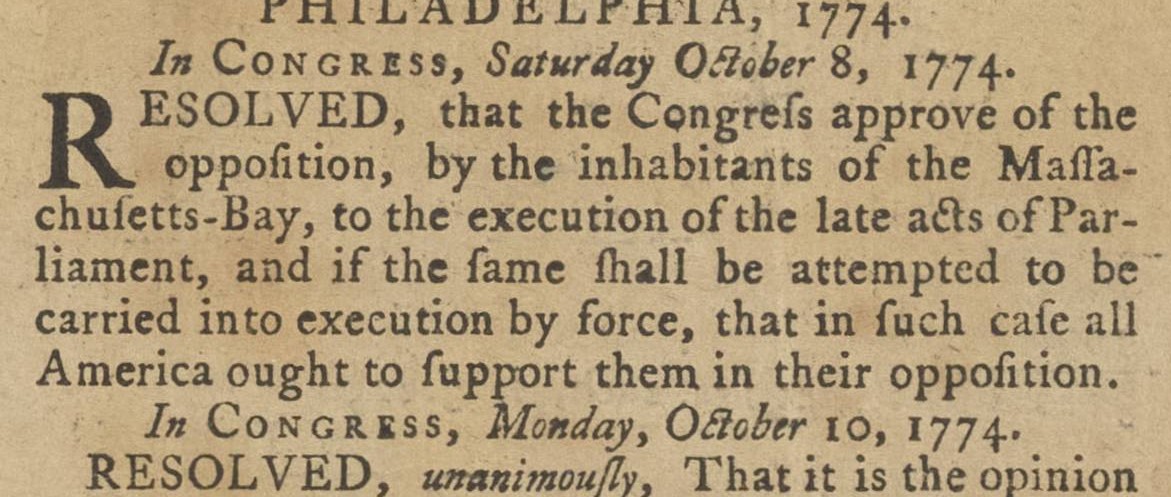 PHILADELPHIA, 1774.
In CONGRESS, Saturday October 8, 1774.
RESOLVED, that the Congreſs approve of the
oppoſition, by the inhabitants of the Maſſa-
chuſetts-Bay, to the execution of the late acts of Par-
liament, and if the ſame ſhall be attempted to be
carried into execution by force, that in ſuch caſe all
America ought to ſupport them in their oppoſition.
In CONGRESS, Monday, October 10, 1774.
RESOLVED, unanimouſly, That it is the opinion